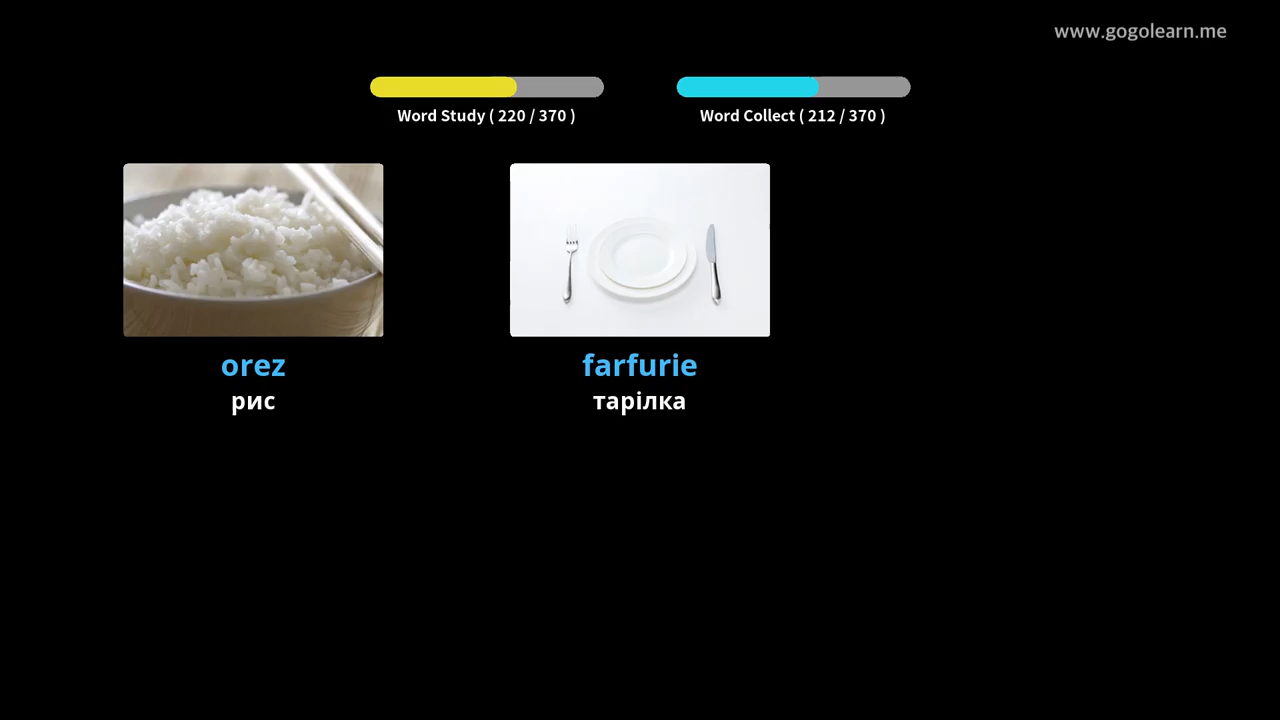 www.gogolearn.me
Word Study ( 220 / 370 )
Word Collect ( 212 / 370 )
orez
farfurie
рис
тарілка